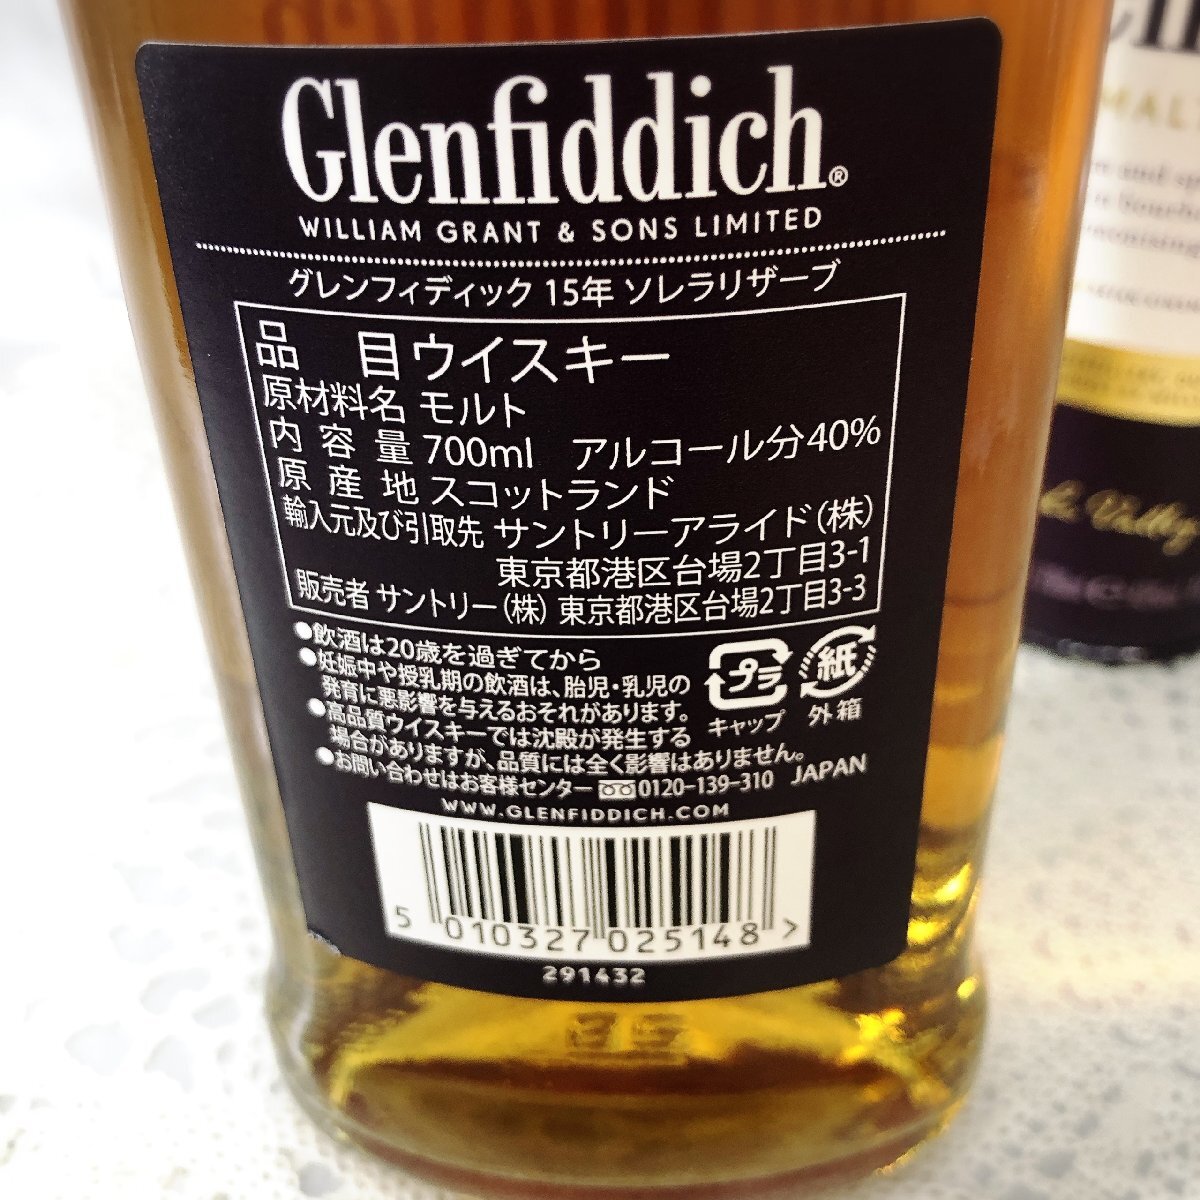 Glenfiddich®
WILLIAM GRANT & SONS LIMITED
グレンフィディック 15年 ソレラリザーブ
品 目 ウイスキー
原材料名 モルト
内容量 700ml アルコール分40%
原産地 スコットランド
輸入元及び引取先 サントリーアライド(株)
東京都港区台場2丁目3-1
販売者 サントリー(株) 東京都港区台場2丁目3-3
●飲酒は20歳を過ぎてから
●妊娠中や授乳期の飲酒は、胎児・乳児の
発育に悪影響を与えるおそれがあります。
●高品質ウイスキーでは沈殿が発生する
場合がありますが、品質には全く影響はありません。
●お問い合わせはお客様センター 0120-139-310 JAPAN
プラ
キャップ
紙
外箱
WWW.GLENFIDDICH.COM
5 010327 025148 >
291432
MALT
Valley